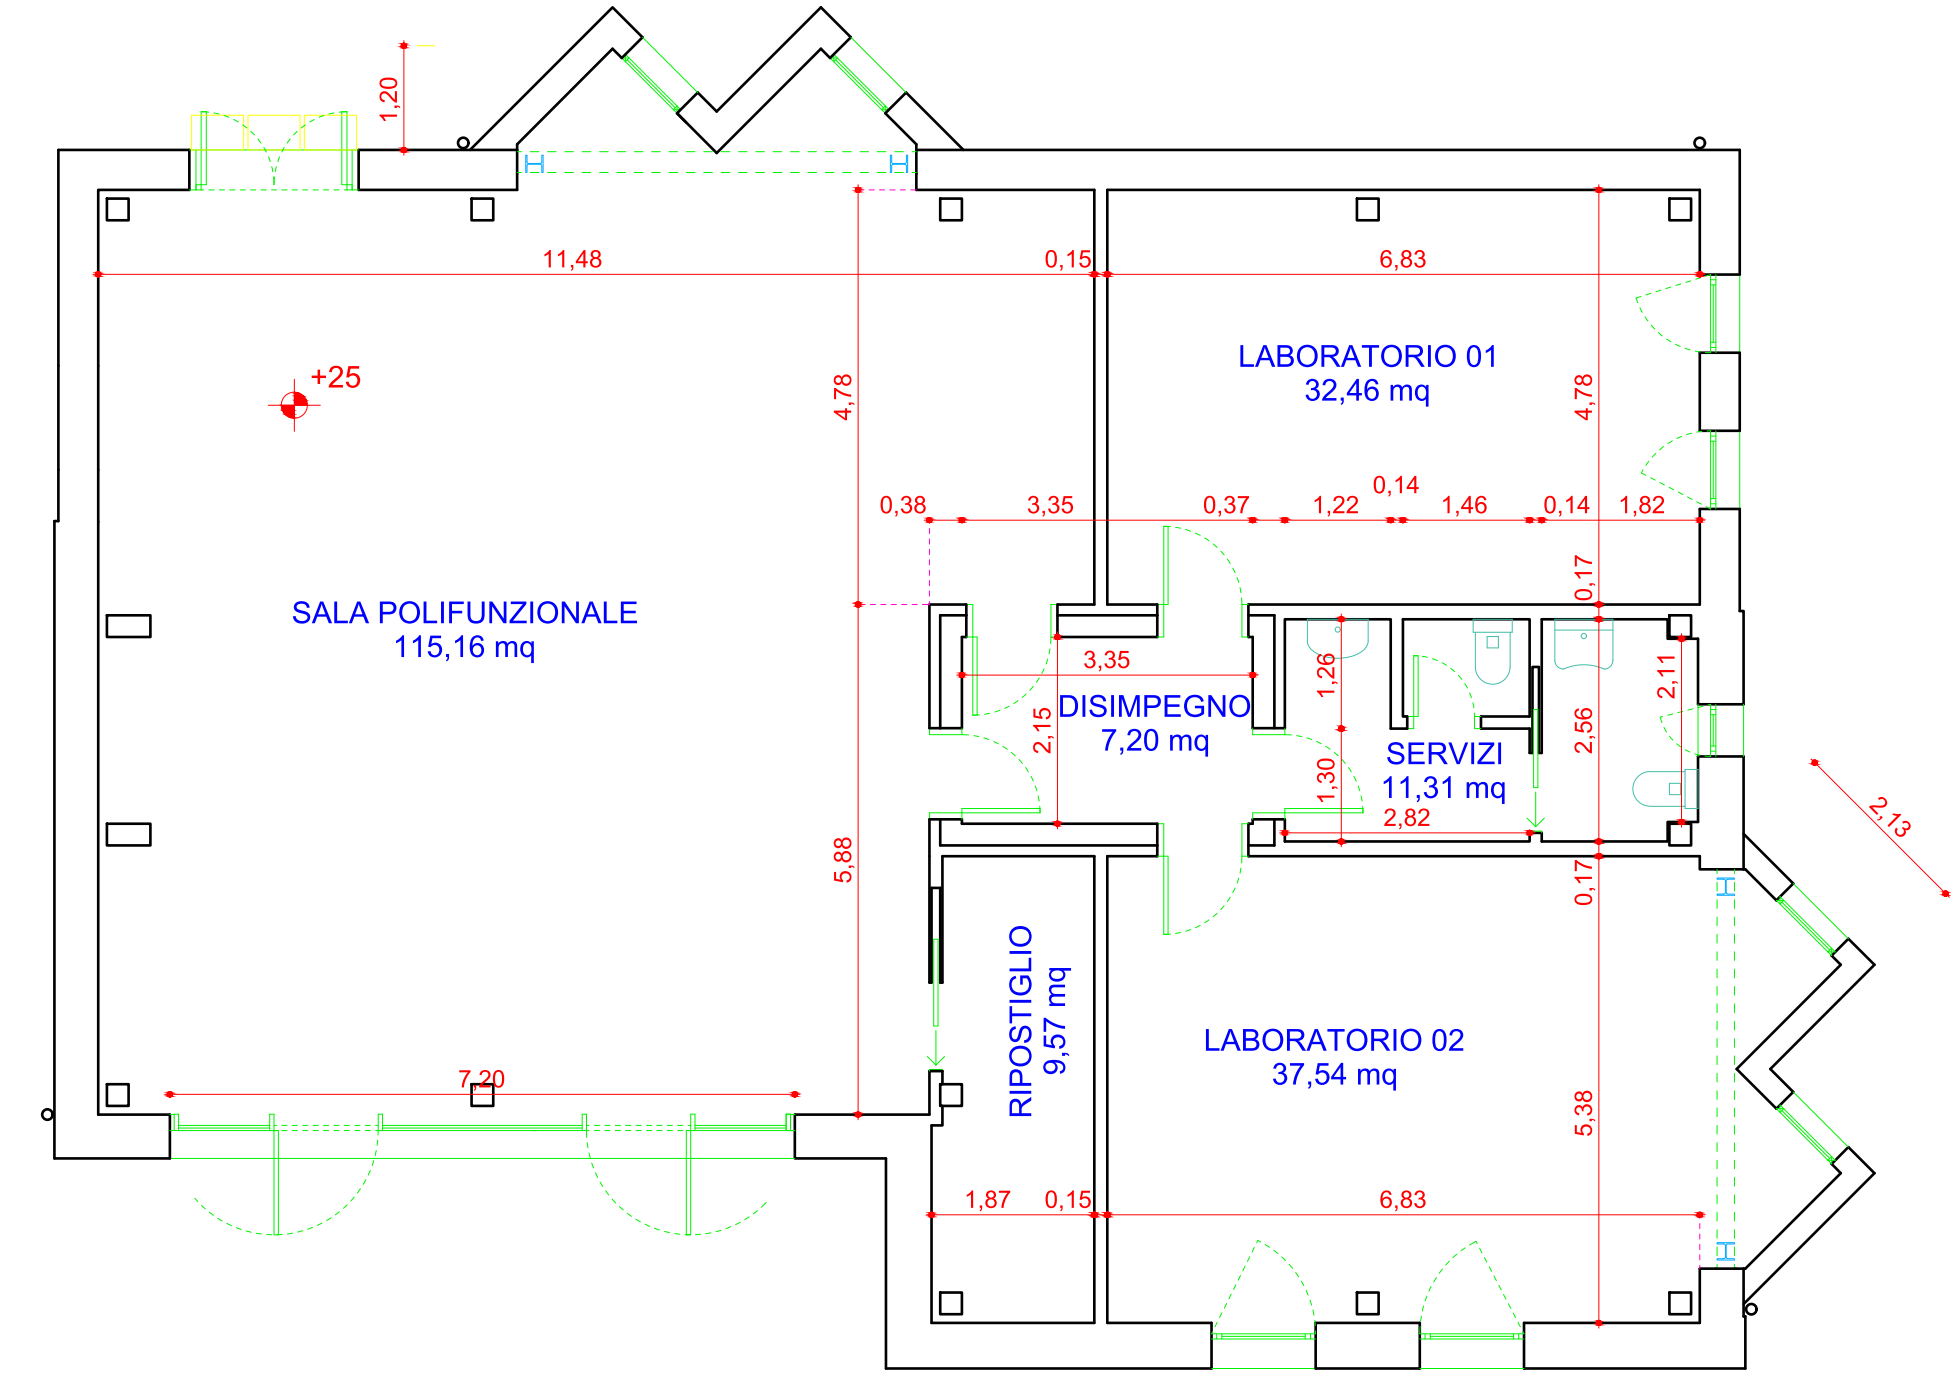 1,20
11,48
0,15
6,83
+25
LABORATORIO 01
32,46 mq
4,78
4,78
0,14
0,38
3,35
0,37
1,22
1,46
0,14
1,82
0,17
SALA POLIFUNZIONALE
115,16 mq
3,35
1,26
2,11
DISIMPEGNO
7,20 mq
2,15
2,56
SERVIZI
11,31 mq
1,30
2,82
2,13
5,88
0,17
RIPOSTIGLIO
9,57 mq
LABORATORIO 02
37,54 mq
7,20
5,38
1,87
0,15
6,83